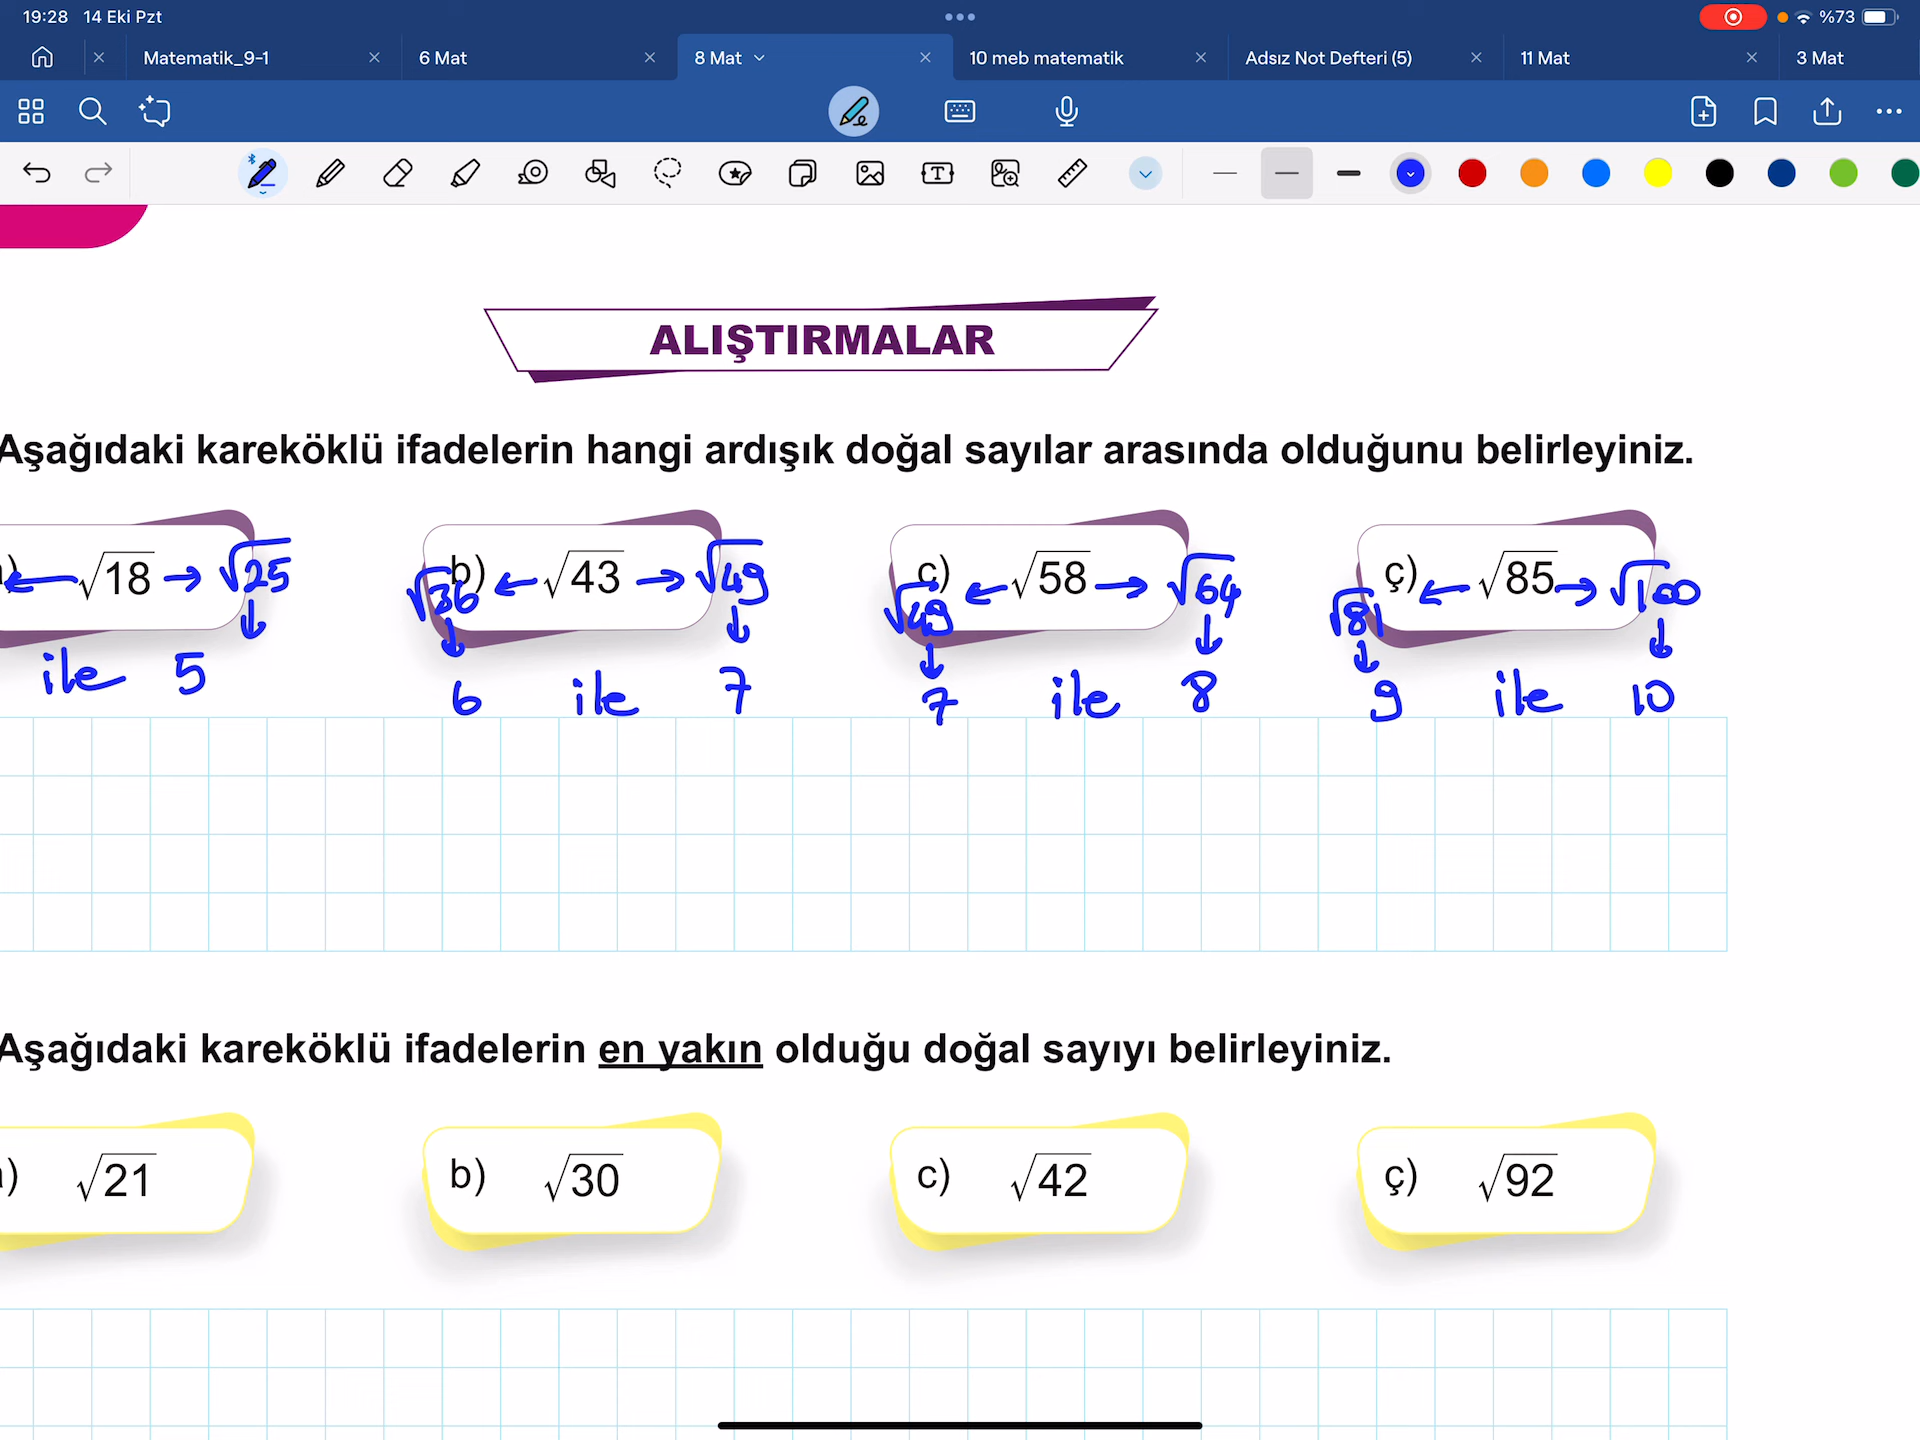 19:28 14 Eki Pzt %73
Matematik_9-1 6 Mat 8 Mat 10 meb matematik Adsız Not Defteri (5) 11 Mat 3 Mat
ALIŞTIRMALAR
Aşağıdaki kareköklü ifadelerin hangi ardışık doğal sayılar arasında olduğunu belirleyiniz.
) ← √18 → √25 b) √36 ← √43 → √49 c) √49 ← √58 → √64 ç) √81 ← √85 → √100
ile 5 6 ile 7 7 ile 8 9 ile 10
Aşağıdaki kareköklü ifadelerin en yakın olduğu doğal sayıyı belirleyiniz.
) √21 b) √30 c) √42 ç) √92